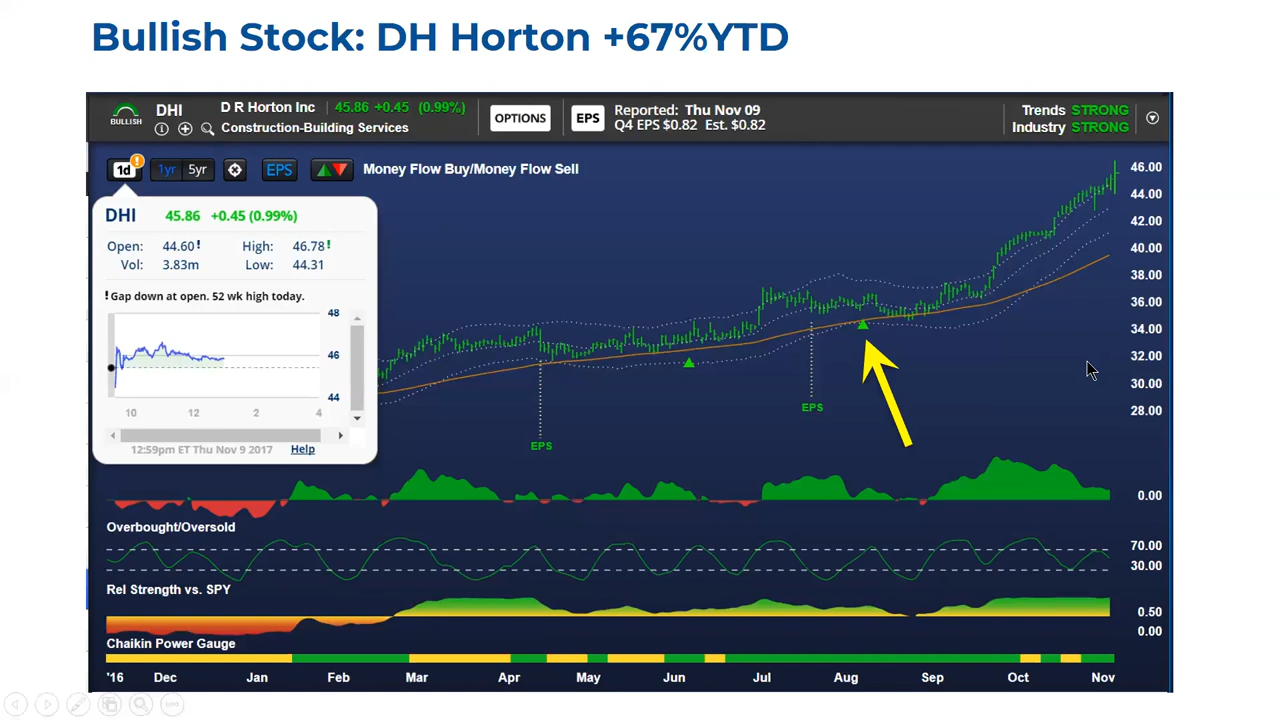 Bullish Stock: DH Horton +67%YTD
BULLISH
DHI
D R Horton Inc
45.86 +0.45 (0.99%)
Construction-Building Services
OPTIONS
EPS
Reported: Thu Nov 09
Q4 EPS $0.82 Est. $0.82
Trends STRONG
Industry STRONG
1d
!
1yr
5yr
EPS
Money Flow Buy/Money Flow Sell
DHI 45.86 +0.45 (0.99%)
Open: 44.60! High: 46.78!
Vol: 3.83m Low: 44.31
!Gap down at open. 52 wk high today.
48
46
44
10 12 2 4
12:59pm ET Thu Nov 9 2017 Help
46.00
44.00
42.00
40.00
38.00
36.00
34.00
32.00
30.00
28.00
EPS
EPS
0.00
Overbought/Oversold
70.00
30.00
Rel Strength vs. SPY
0.50
0.00
Chaikin Power Gauge
'16 Dec Jan Feb Mar Apr May Jun Jul Aug Sep Oct Nov